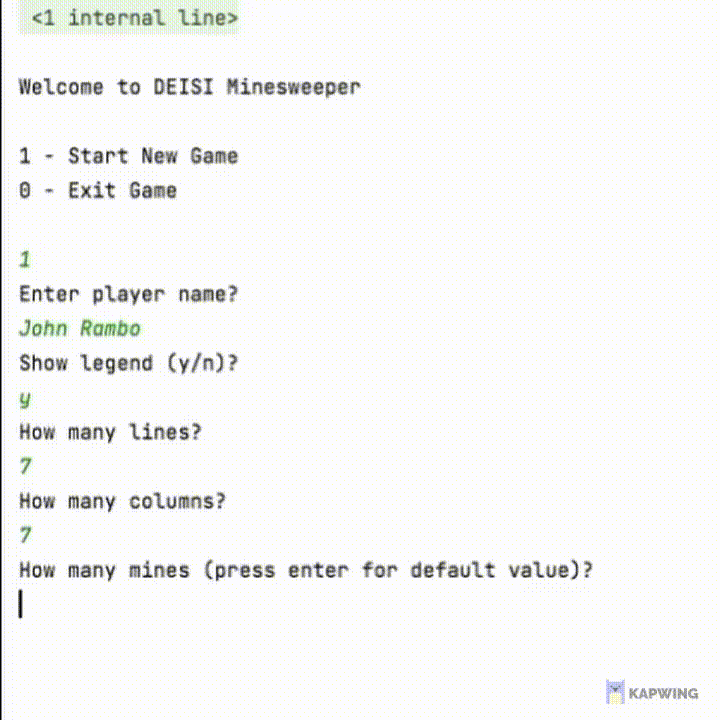 <1 internal line>
Welcome to DEISI Minesweeper
1 - Start New Game
0 - Exit Game
1
Enter player name?
John Rambo
Show legend (y/n)?
y
How many lines?
7
How many columns?
7
How many mines (press enter for default value)?
KAPWING